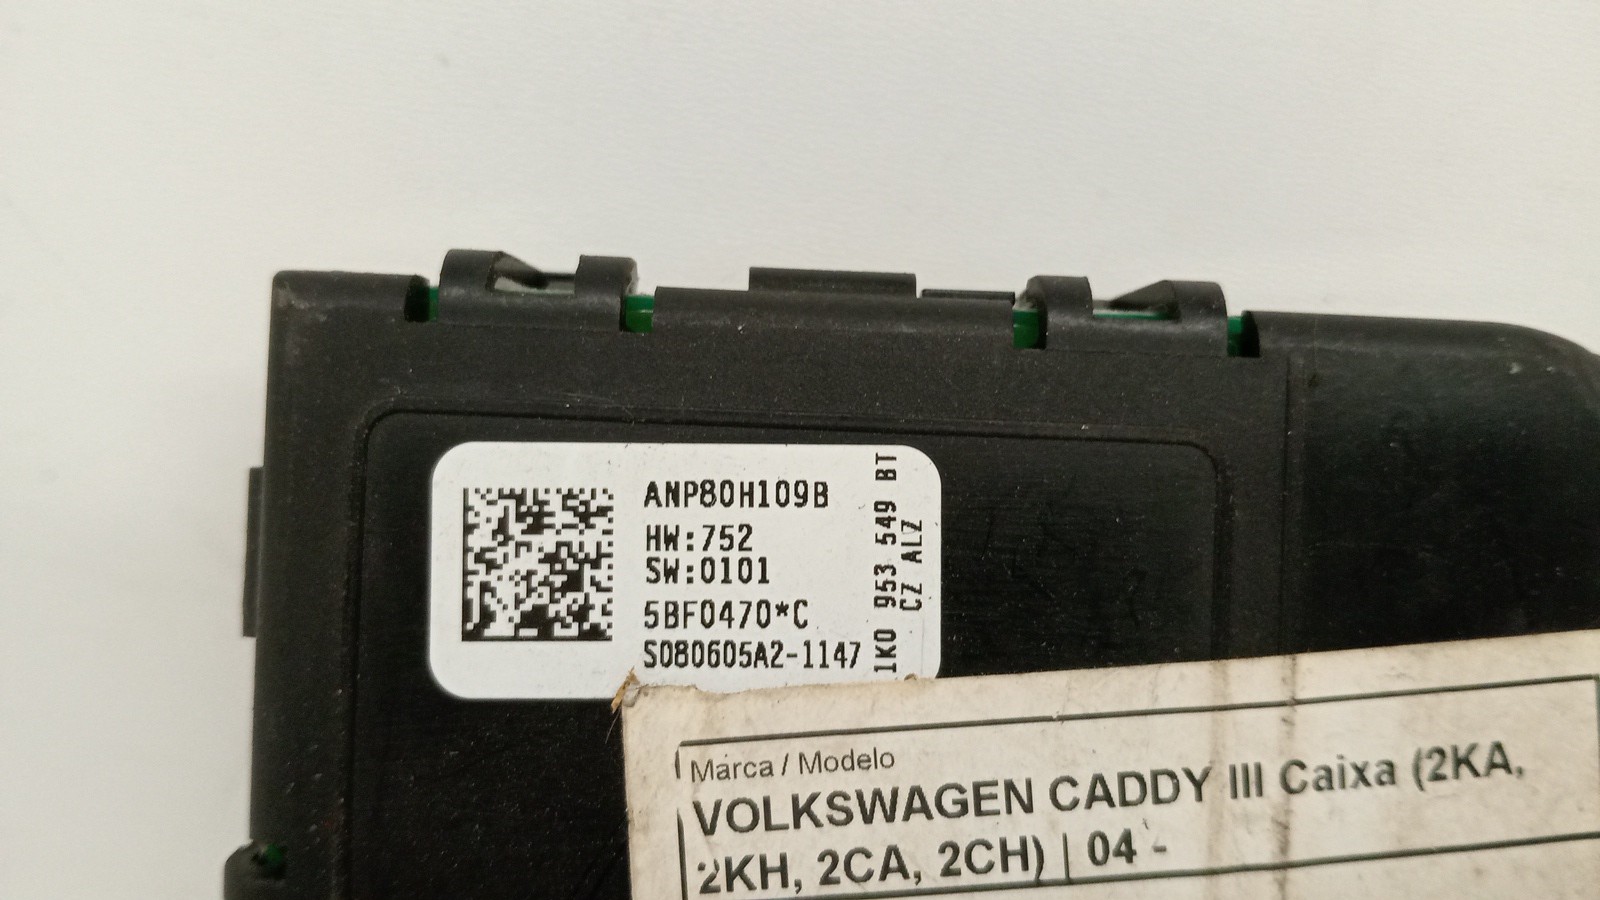 ANP80H109B
HW:752
SW:0101
5BF0470*C
S080605A2-1147
1K0 953 549 BT
CZ ALZ
Marca / Modelo
VOLKSWAGEN CADDY III Caixa (2KA,
2KH, 2CA, 2CH) | 04 -